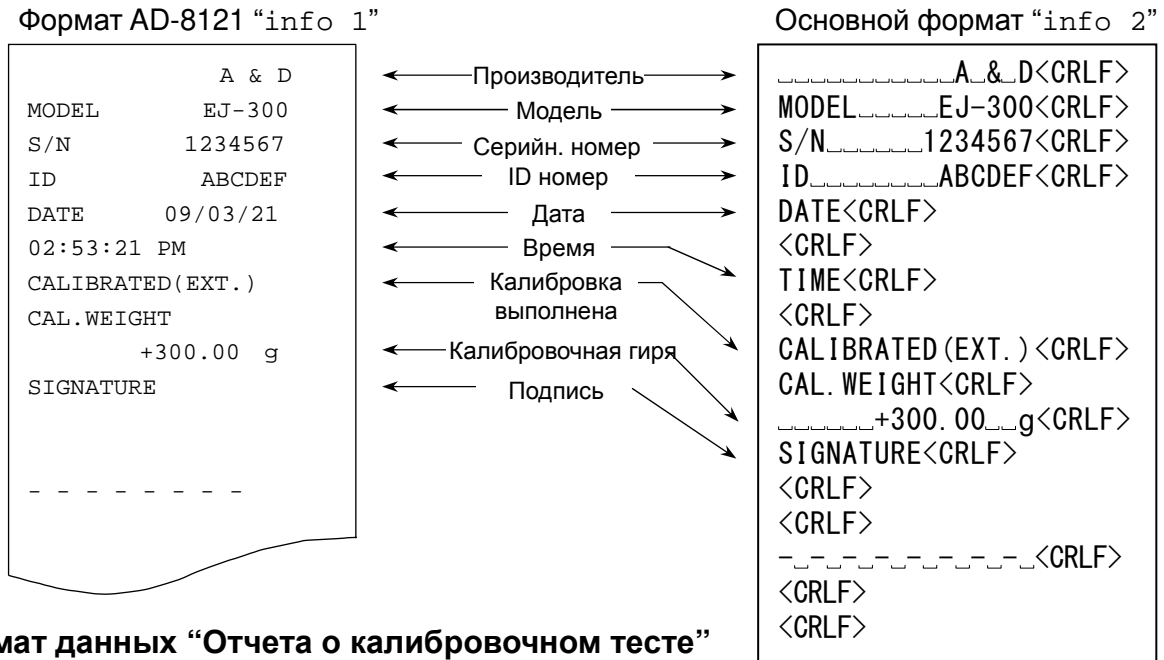 Формат AD-8121 “info 1”
A & D
MODEL EJ-300
S/N 1234567
ID ABCDEF
DATE 09/03/21
02:53:21 PM
CALIBRATED(EXT.)
CAL.WEIGHT
+300.00 g
SIGNATURE
- - - - - - - -
Производитель
Модель
Серийн. номер
ID номер
Дата
Время
Калибровка
выполнена
Калибровочная гиря
Подпись
Основной формат “info 2”
␣␣␣␣␣␣␣␣␣␣␣A␣&␣D<CRLF>
MODEL␣␣␣␣␣EJ-300<CRLF>
S/N␣␣␣␣␣␣1234567<CRLF>
ID␣␣␣␣␣␣␣␣ABCDEF<CRLF>
DATE<CRLF>
<CRLF>
TIME<CRLF>
<CRLF>
CALIBRATED(EXT.)<CRLF>
CAL.WEIGHT<CRLF>
␣␣␣␣␣␣+300.00␣␣g<CRLF>
SIGNATURE<CRLF>
<CRLF>
<CRLF>
-␣-␣-␣-␣-␣-␣-␣-␣<CRLF>
<CRLF>
<CRLF>
мат данных “Отчета о калибровочном тесте”